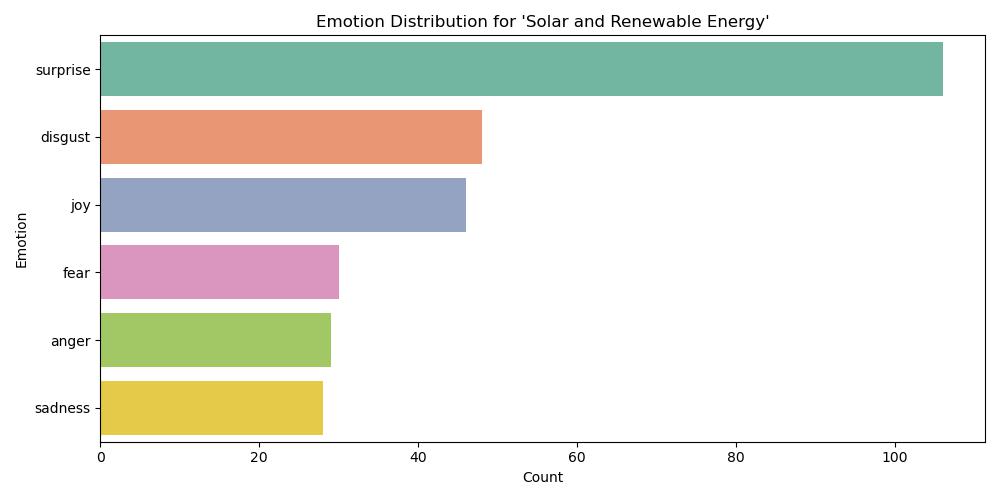 Emotion Distribution for 'Solar and Renewable Energy'
surprise
disgust
joy
fear
anger
sadness
Emotion
0 20 40 60 80 100
Count